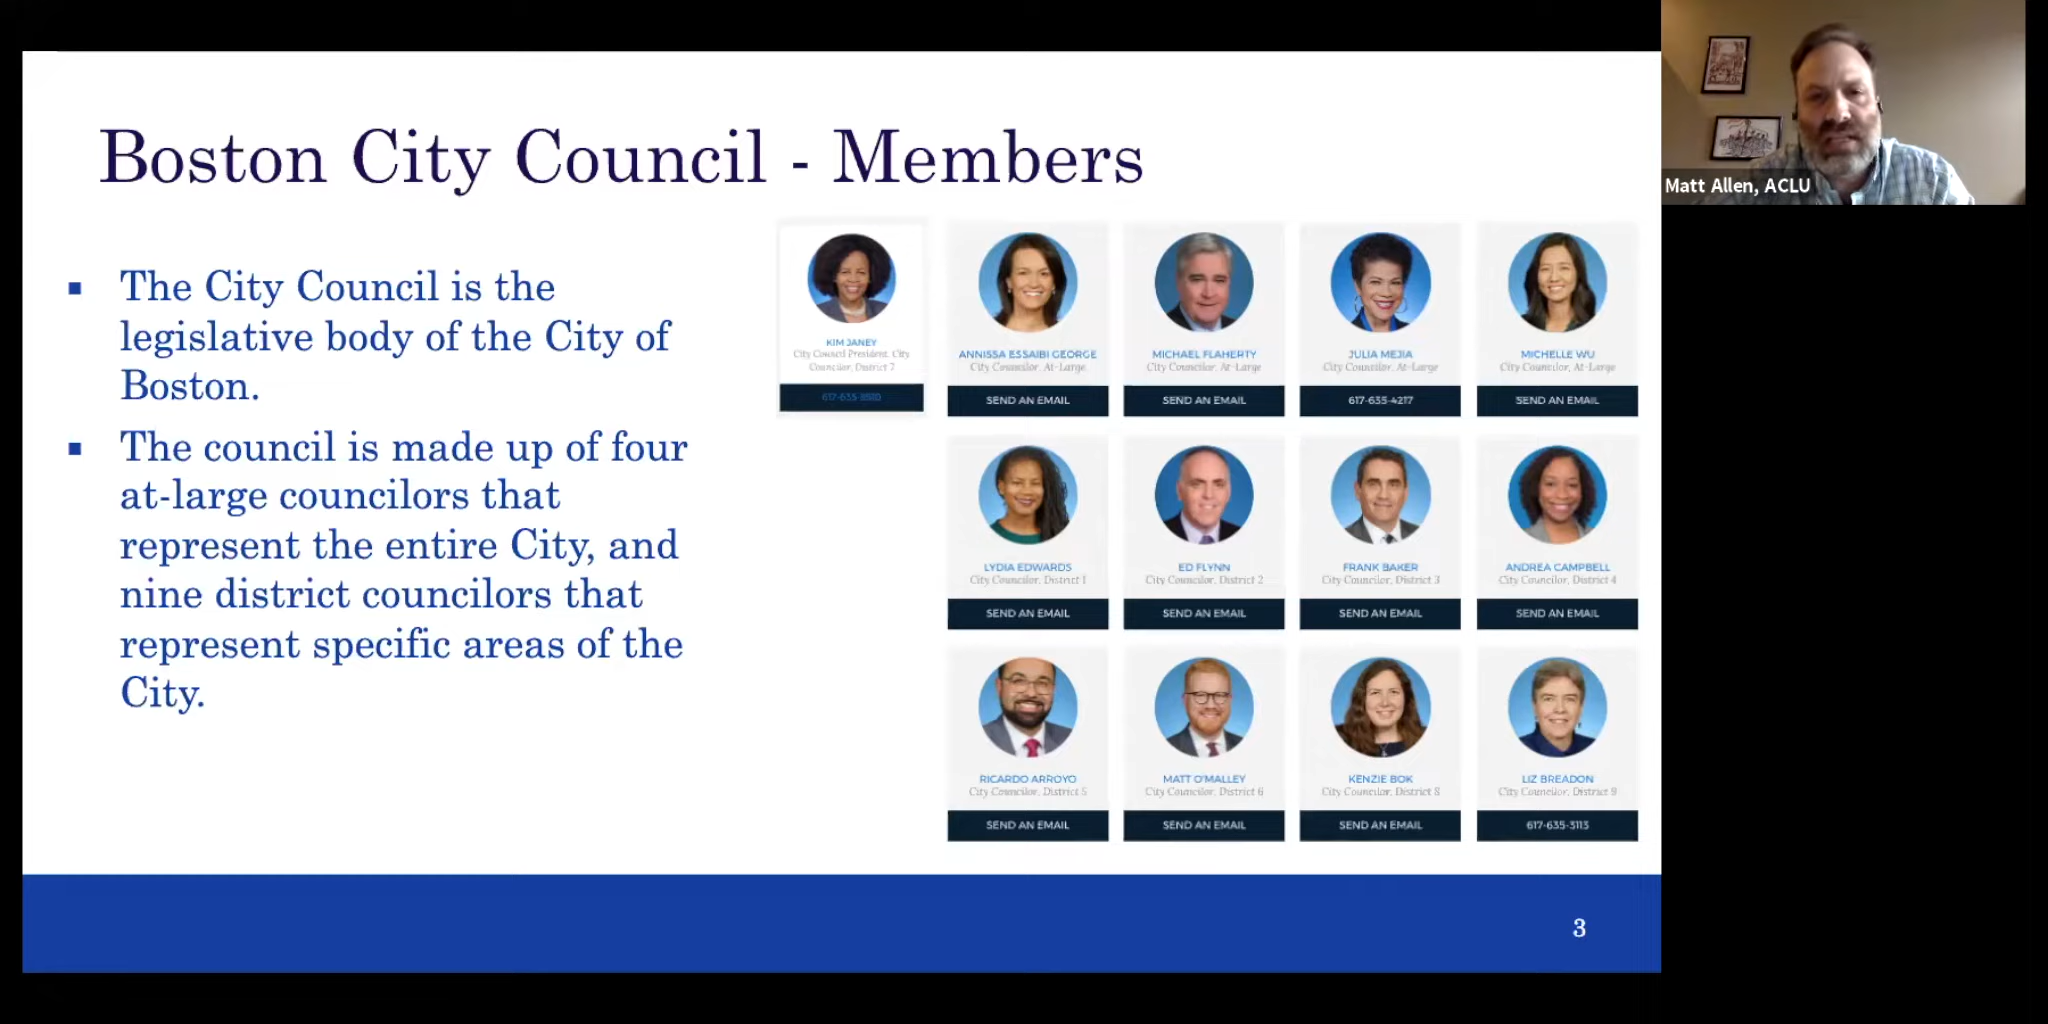 Boston City Council - Members
▪ The City Council is the
legislative body of the City of
Boston.
▪ The council is made up of four
at-large councilors that
represent the entire City, and
nine district councilors that
represent specific areas of the
City.
KIM JANEY
City Council President, City
Councilor, District 7
617-635-
ANNISSA ESSAIBI GEORGE
City Councilor, At-Large
SEND AN EMAIL
MICHAEL FLAHERTY
City Councilor, At-Large
SEND AN EMAIL
JULIA MEJIA
City Councilor, At-Large
617-635-4217
MICHELLE WU
City Councilor, At-Large
SEND AN EMAIL
LYDIA EDWARDS
City Councilor, District 1
SEND AN EMAIL
ED FLYNN
City Councilor, District 2
SEND AN EMAIL
FRANK BAKER
City Councilor, District 3
SEND AN EMAIL
ANDREA CAMPBELL
City Councilor, District 4
SEND AN EMAIL
RICARDO ARROYO
City Councilor, District 5
SEND AN EMAIL
MATT O'MALLEY
City Councilor, District 6
SEND AN EMAIL
KENZIE BOK
City Councilor, District 8
SEND AN EMAIL
LIZ BREADON
City Councilor, District 9
617-635-3113
3
Matt Allen, ACLU